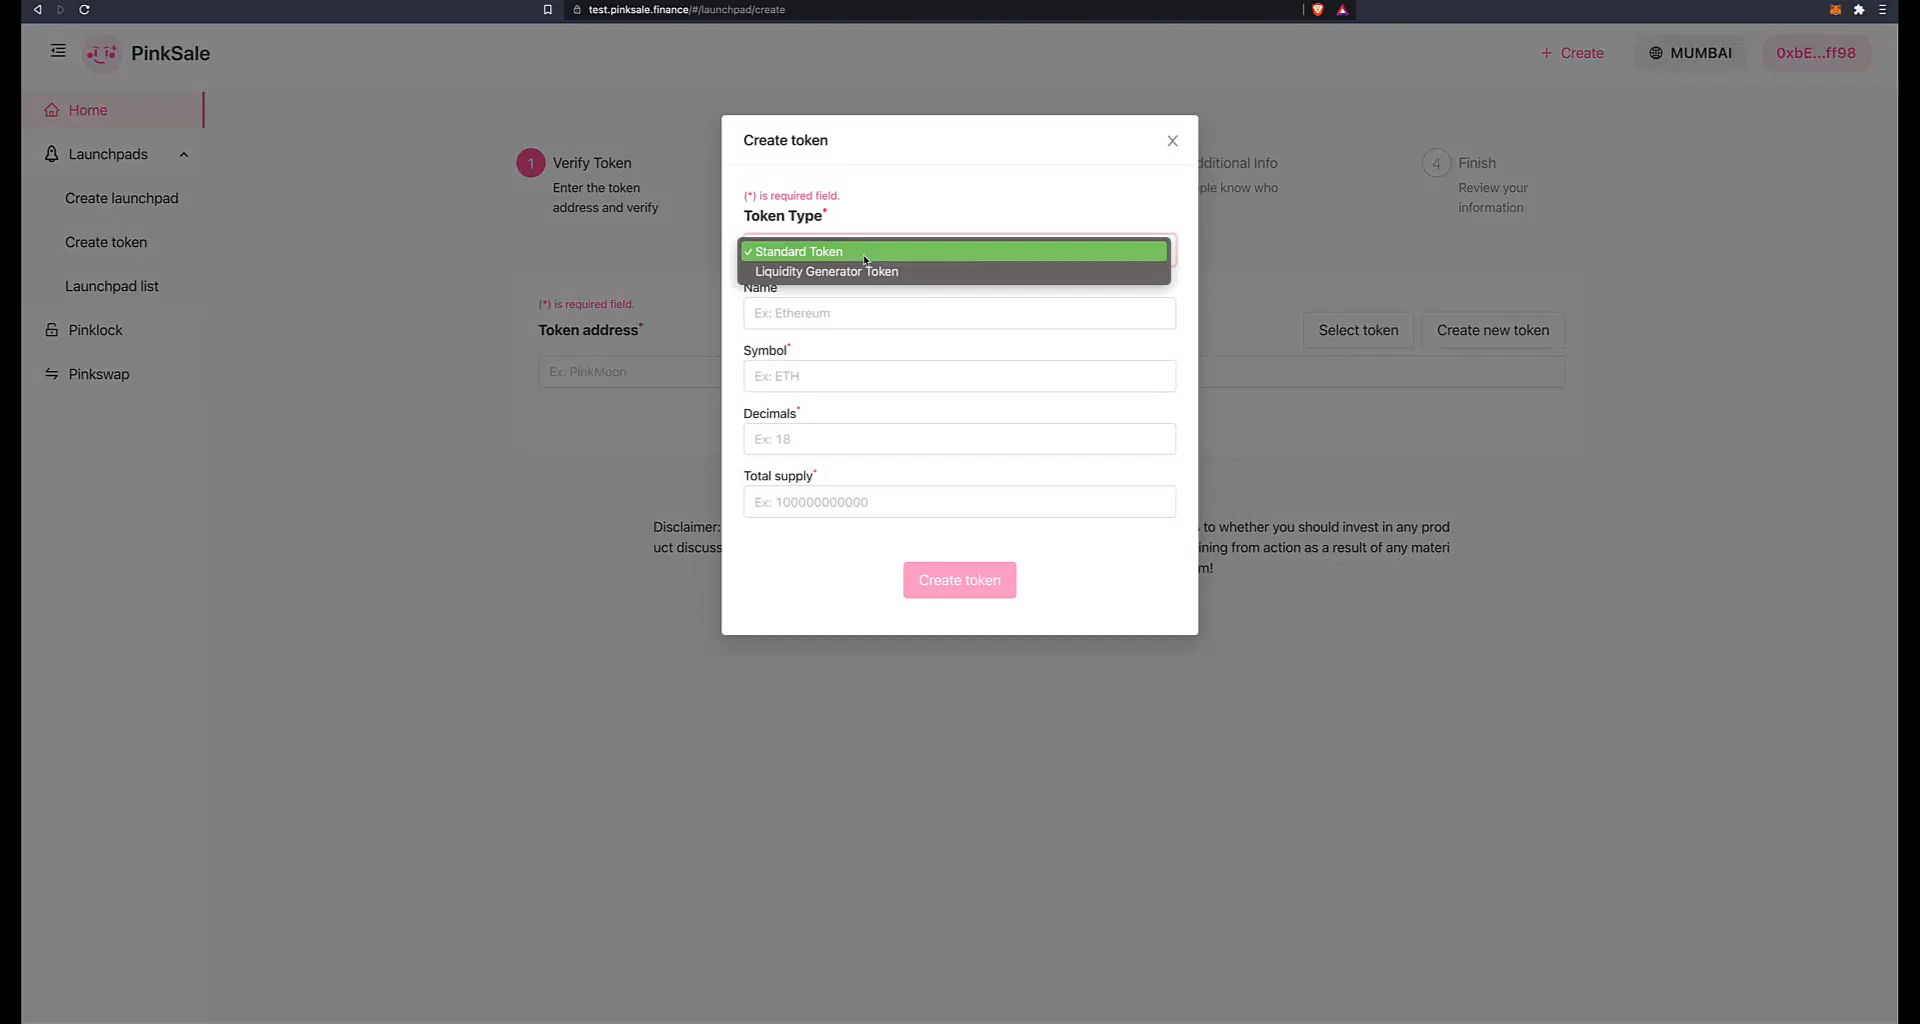 test.pinksale.finance/#/launchpad/create
PinkSale
+ Create
MUMBAI
0xbE...ff98
Home
Launchpads
Create launchpad
Create token
Launchpad list
Pinklock
Pinkswap
1
Verify Token
Enter the token
address and verify
dditional Info
ple know who
4
Finish
Review your
information
(*) is required field.
Token address*
Select token
Create new token
Ex: PinkMoon
Disclaimer:
to whether you should invest in any prod
uct discuss
ining from action as a result of any materi
m!
Create token
(*) is required field.
Token Type*
✓ Standard Token
Liquidity Generator Token
Name
Ex: Ethereum
Symbol*
Ex: ETH
Decimals*
Ex: 18
Total supply*
Ex: 100000000000
Create token